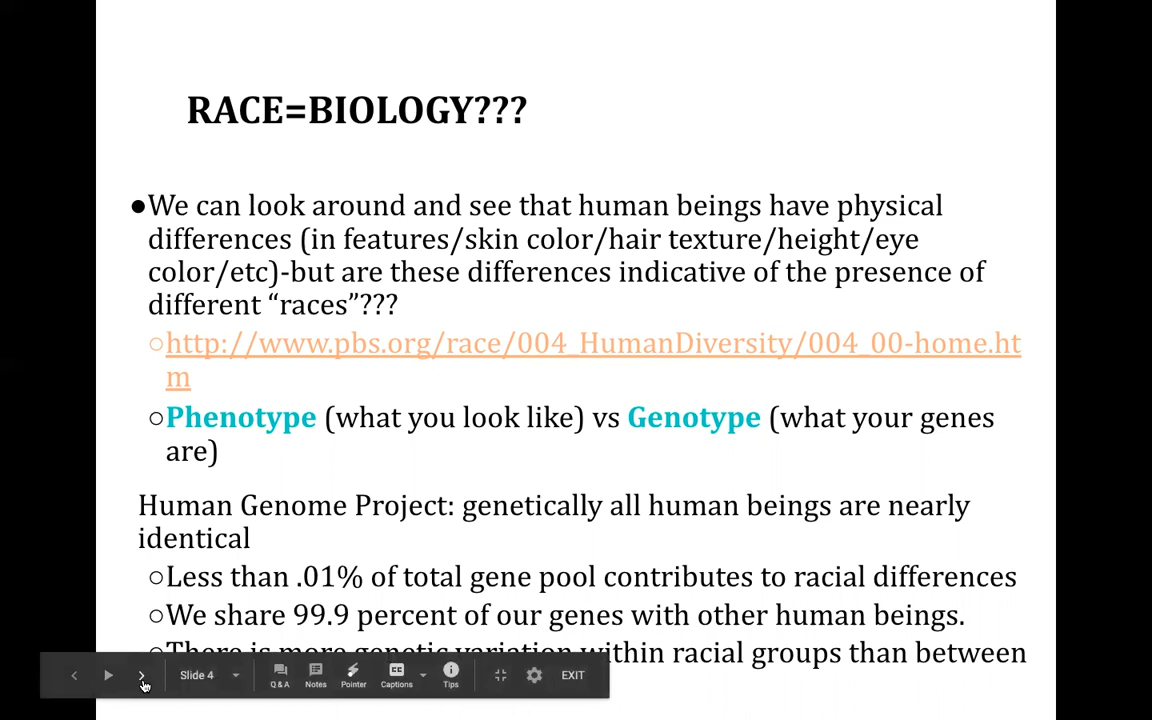 RACE=BIOLOGY???
●We can look around and see that human beings have physical
differences (in features/skin color/hair texture/height/eye
color/etc)-but are these differences indicative of the presence of
different “races”???
○http://www.pbs.org/race/004_HumanDiversity/004_00-home.ht
m
○Phenotype (what you look like) vs Genotype (what your genes
are)
Human Genome Project: genetically all human beings are nearly
identical
○Less than .01% of total gene pool contributes to racial differences
○We share 99.9 percent of our genes with other human beings.
○There is more genetic variation within racial groups than between
Slide 4
Q&A
Notes
Pointer
Captions
Tips
EXIT